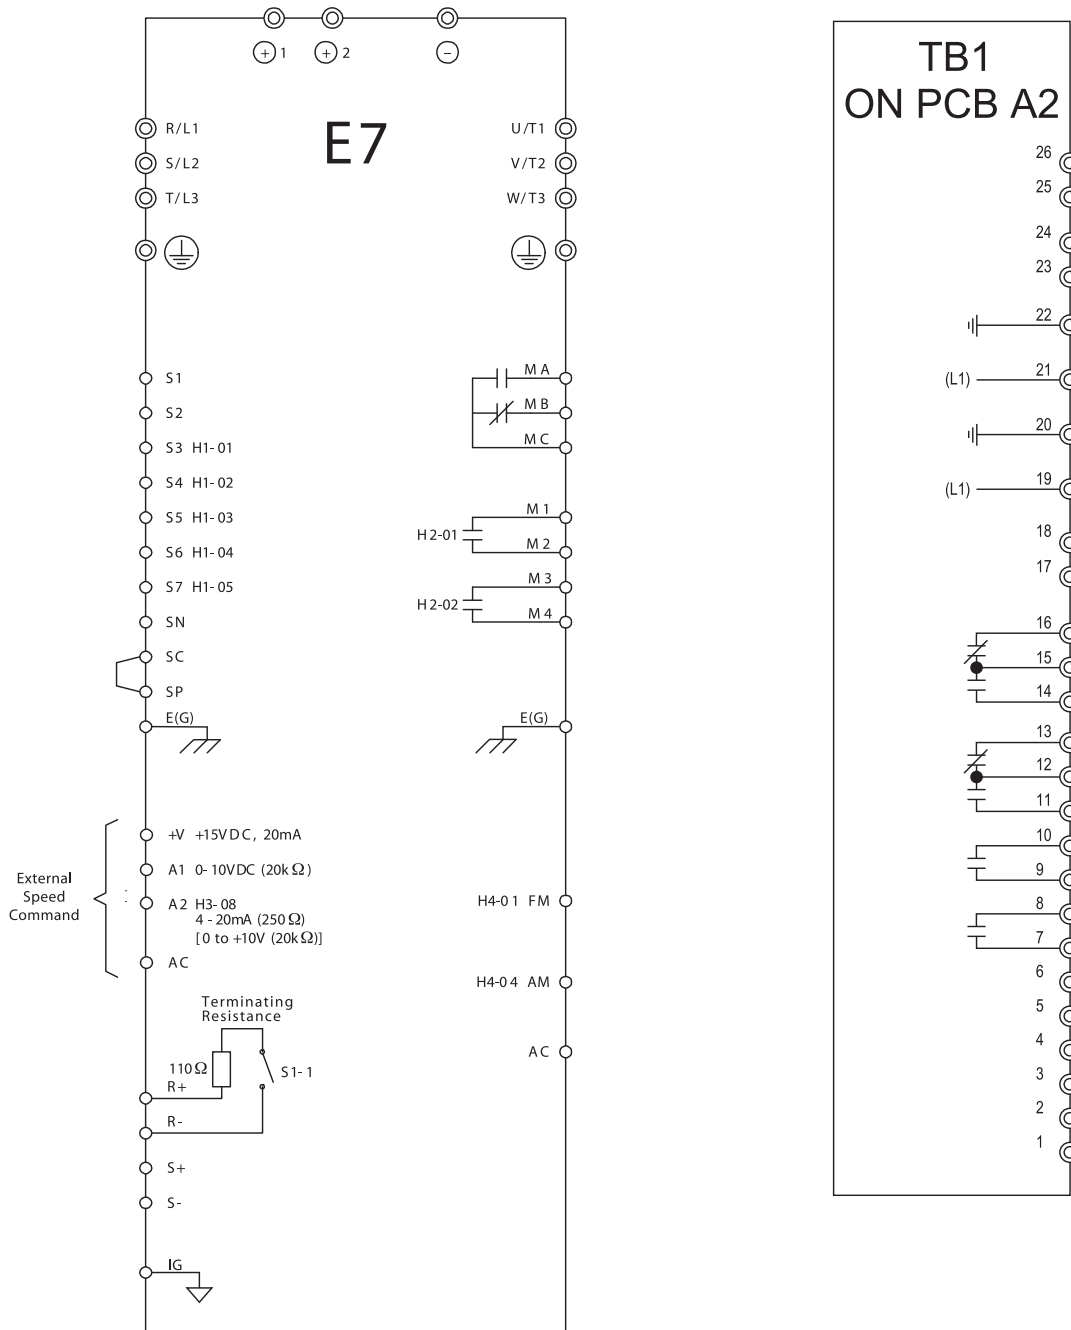 + 1
+ 2
−
E7
R/L1
S/L2
T/L3
U/T1
V/T2
W/T3
S1
S2
S3 H1-01
S4 H1-02
S5 H1-03
S6 H1-04
S7 H1-05
SN
SC
SP
E(G)
MA
MB
MC
M1
H2-01
M2
M3
H2-02
M4
E(G)
External
Speed
Command
+V +15VDC, 20mA
A1 0-10VDC (20kΩ)
A2 H3-08
4-20mA (250Ω)
[0 to +10V (20kΩ)]
AC
H4-01 FM
H4-04 AM
AC
Terminating
Resistance
110Ω
S1-1
R+
R-
S+
S-
IG
TB1
ON PCB A2
26
25
24
23
22
(L1) 21
20
(L1) 19
18
17
16
15
14
13
12
11
10
9
8
7
6
5
4
3
2
1